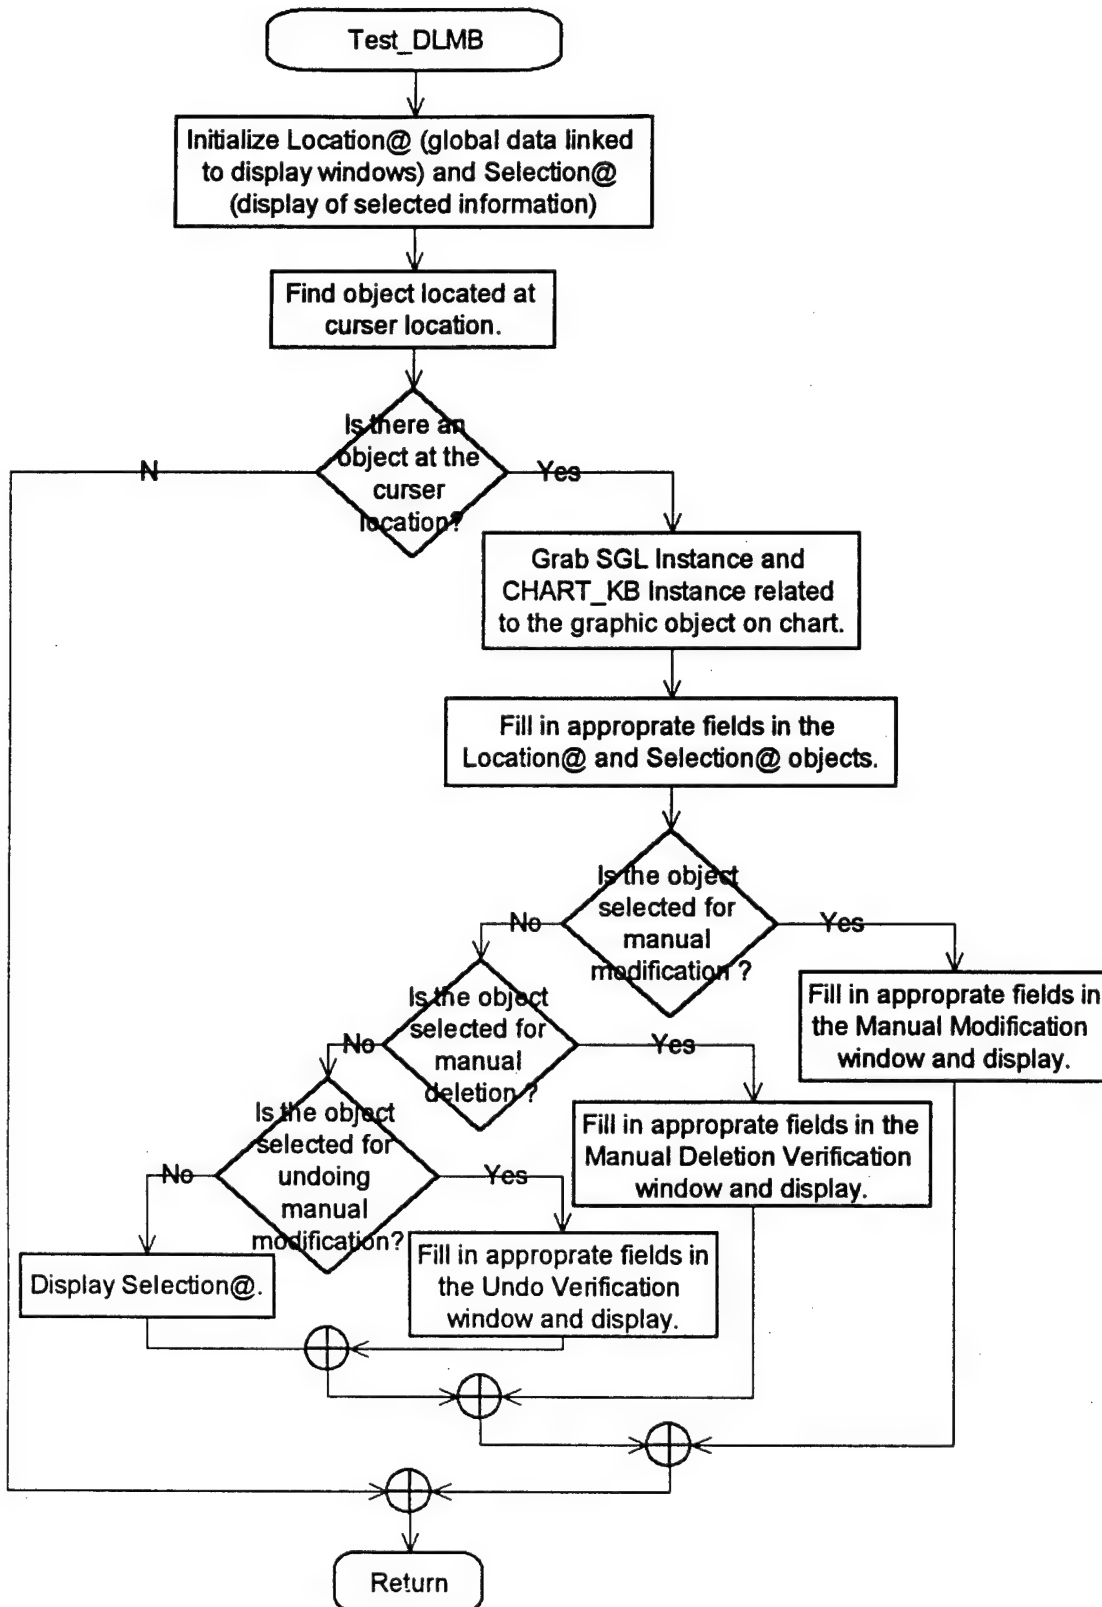 Test_DLMB
Initialize Location@ (global data linked
to display windows) and Selection@
(display of selected information)
Find object located at
curser location.
Is there an
object at the
curser
location?
N
Yes
Grab SGL Instance and
CHART_KB Instance related
to the graphic object on chart.
Fill in approprate fields in the
Location@ and Selection@ objects.
Is the object
selected for
manual
modification ?
No
Yes
Fill in approprate fields in
the Manual Modification
window and display.
Is the object
selected for
manual
deletion ?
No
Yes
Fill in approprate fields in the
Manual Deletion Verification
window and display.
Is the object
selected for
undoing
manual
modification?
No
Yes
Display Selection@.
Fill in approprate fields in
the Undo Verification
window and display.
Return